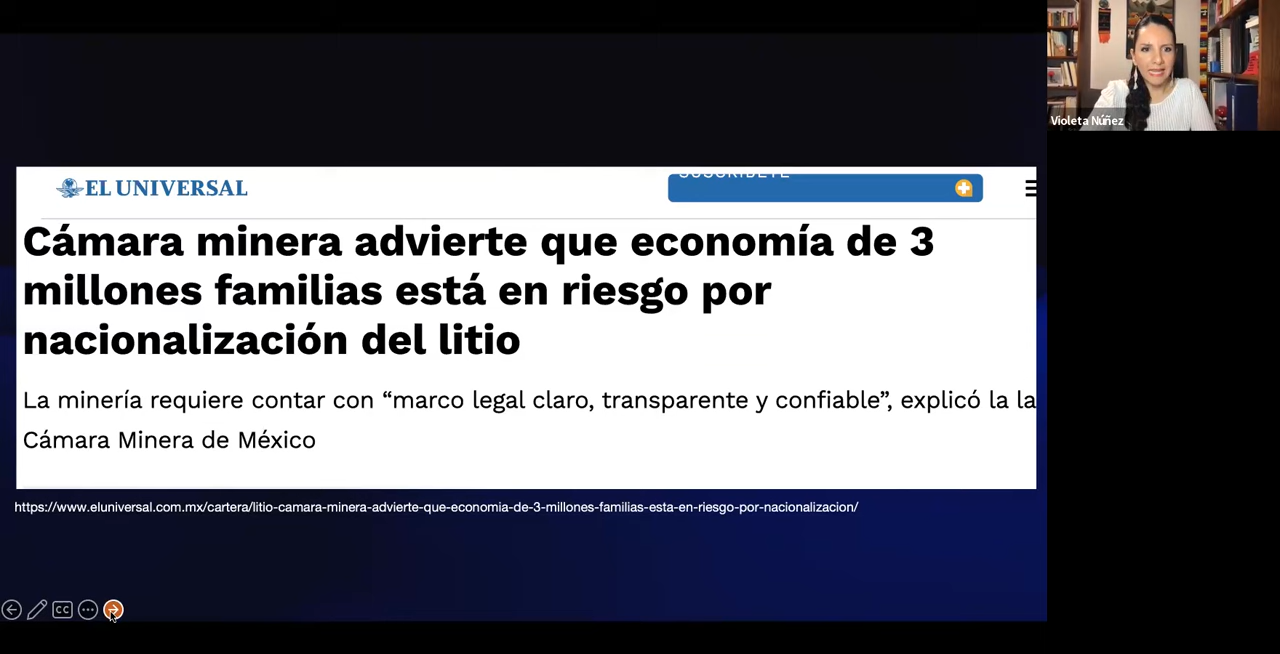 EL UNIVERSAL
SUSCRÍBETE
Cámara minera advierte que economía de 3
millones familias está en riesgo por
nacionalización del litio
La minería requiere contar con “marco legal claro, transparente y confiable”, explicó la la
Cámara Minera de México
https://www.eluniversal.com.mx/cartera/litio-camara-minera-advierte-que-economia-de-3-millones-familias-esta-en-riesgo-por-nacionalizacion/
CC
Violeta Núñez